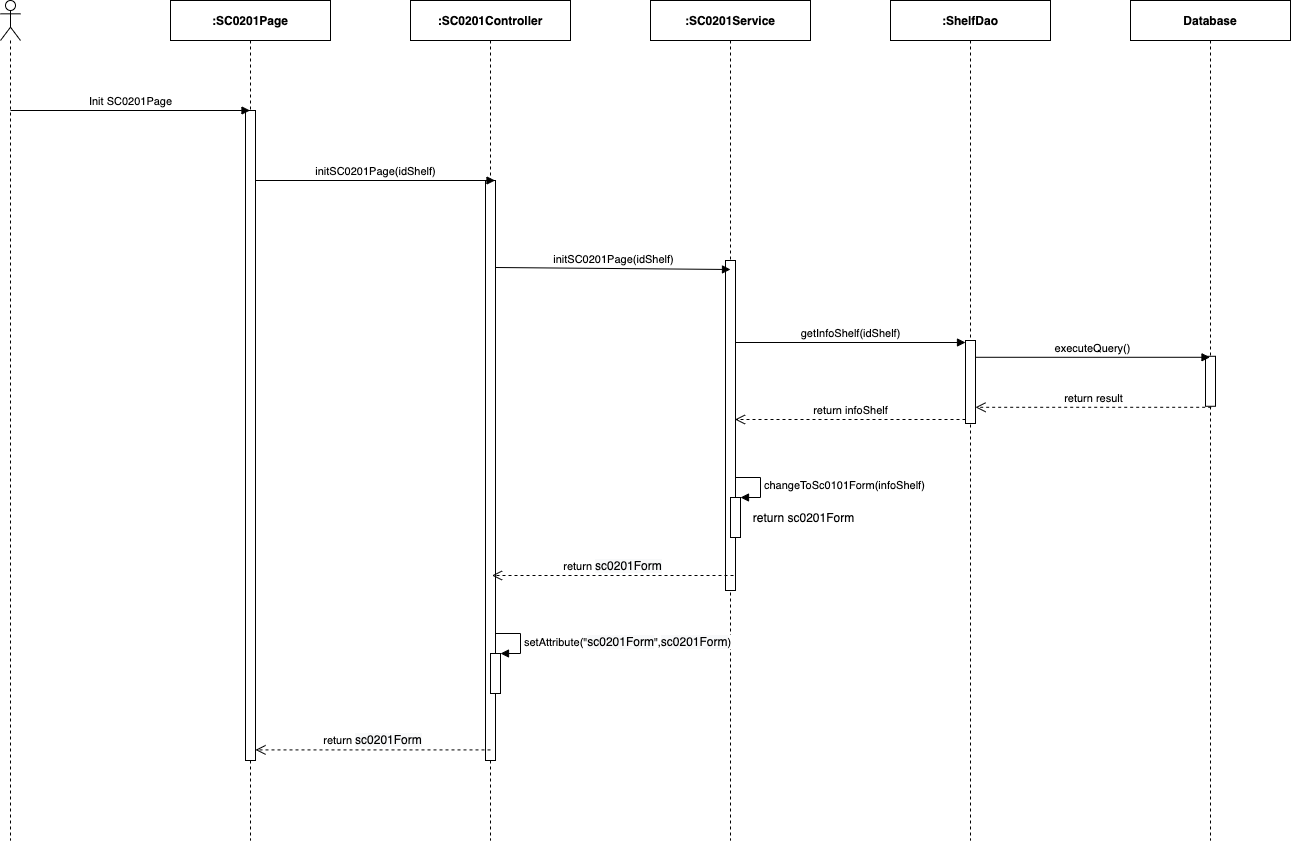 :SC0201Page
:SC0201Controller
:SC0201Service
:ShelfDao
Database
Init SC0201Page
initSC0201Page(idShelf)
initSC0201Page(idShelf)
getInfoShelf(idShelf)
executeQuery()
return result
return infoShelf
changeToSc0101Form(infoShelf)
return sc0201Form
return sc0201Form
setAttribute("sc0201Form",sc0201Form)
return sc0201Form